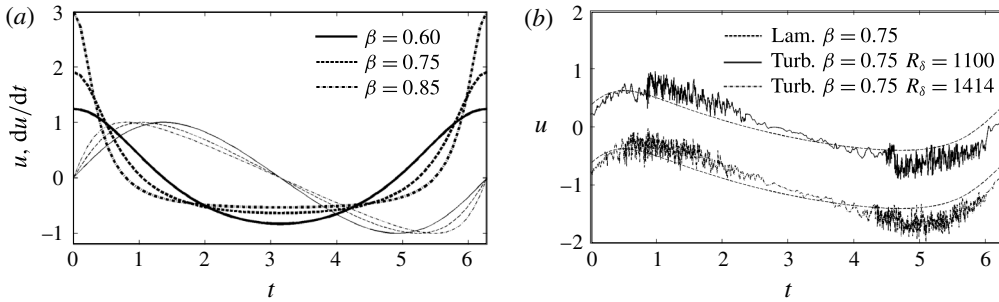 (a)
3
2
1
0
−1
u, du/dt
β = 0.60
β = 0.75
β = 0.85
0 1 2 3 4 5 6
t
(b)
2
1
0
−1
−2
u
Lam. β = 0.75
Turb. β = 0.75 Rδ = 1100
Turb. β = 0.75 Rδ = 1414
0 1 2 3 4 5 6
t